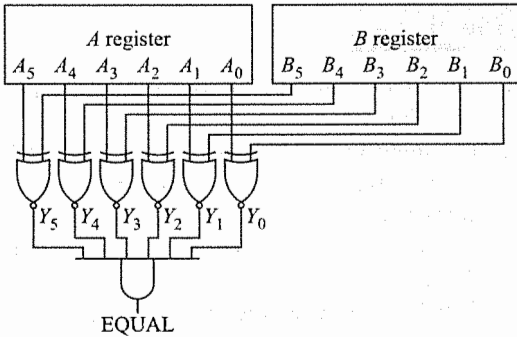 A register
B register
A₅ A₄ A₃ A₂ A₁ A₀
B₅ B₄ B₃ B₂ B₁ B₀
Y₅ Y₄ Y₃ Y₂ Y₁ Y₀
EQUAL